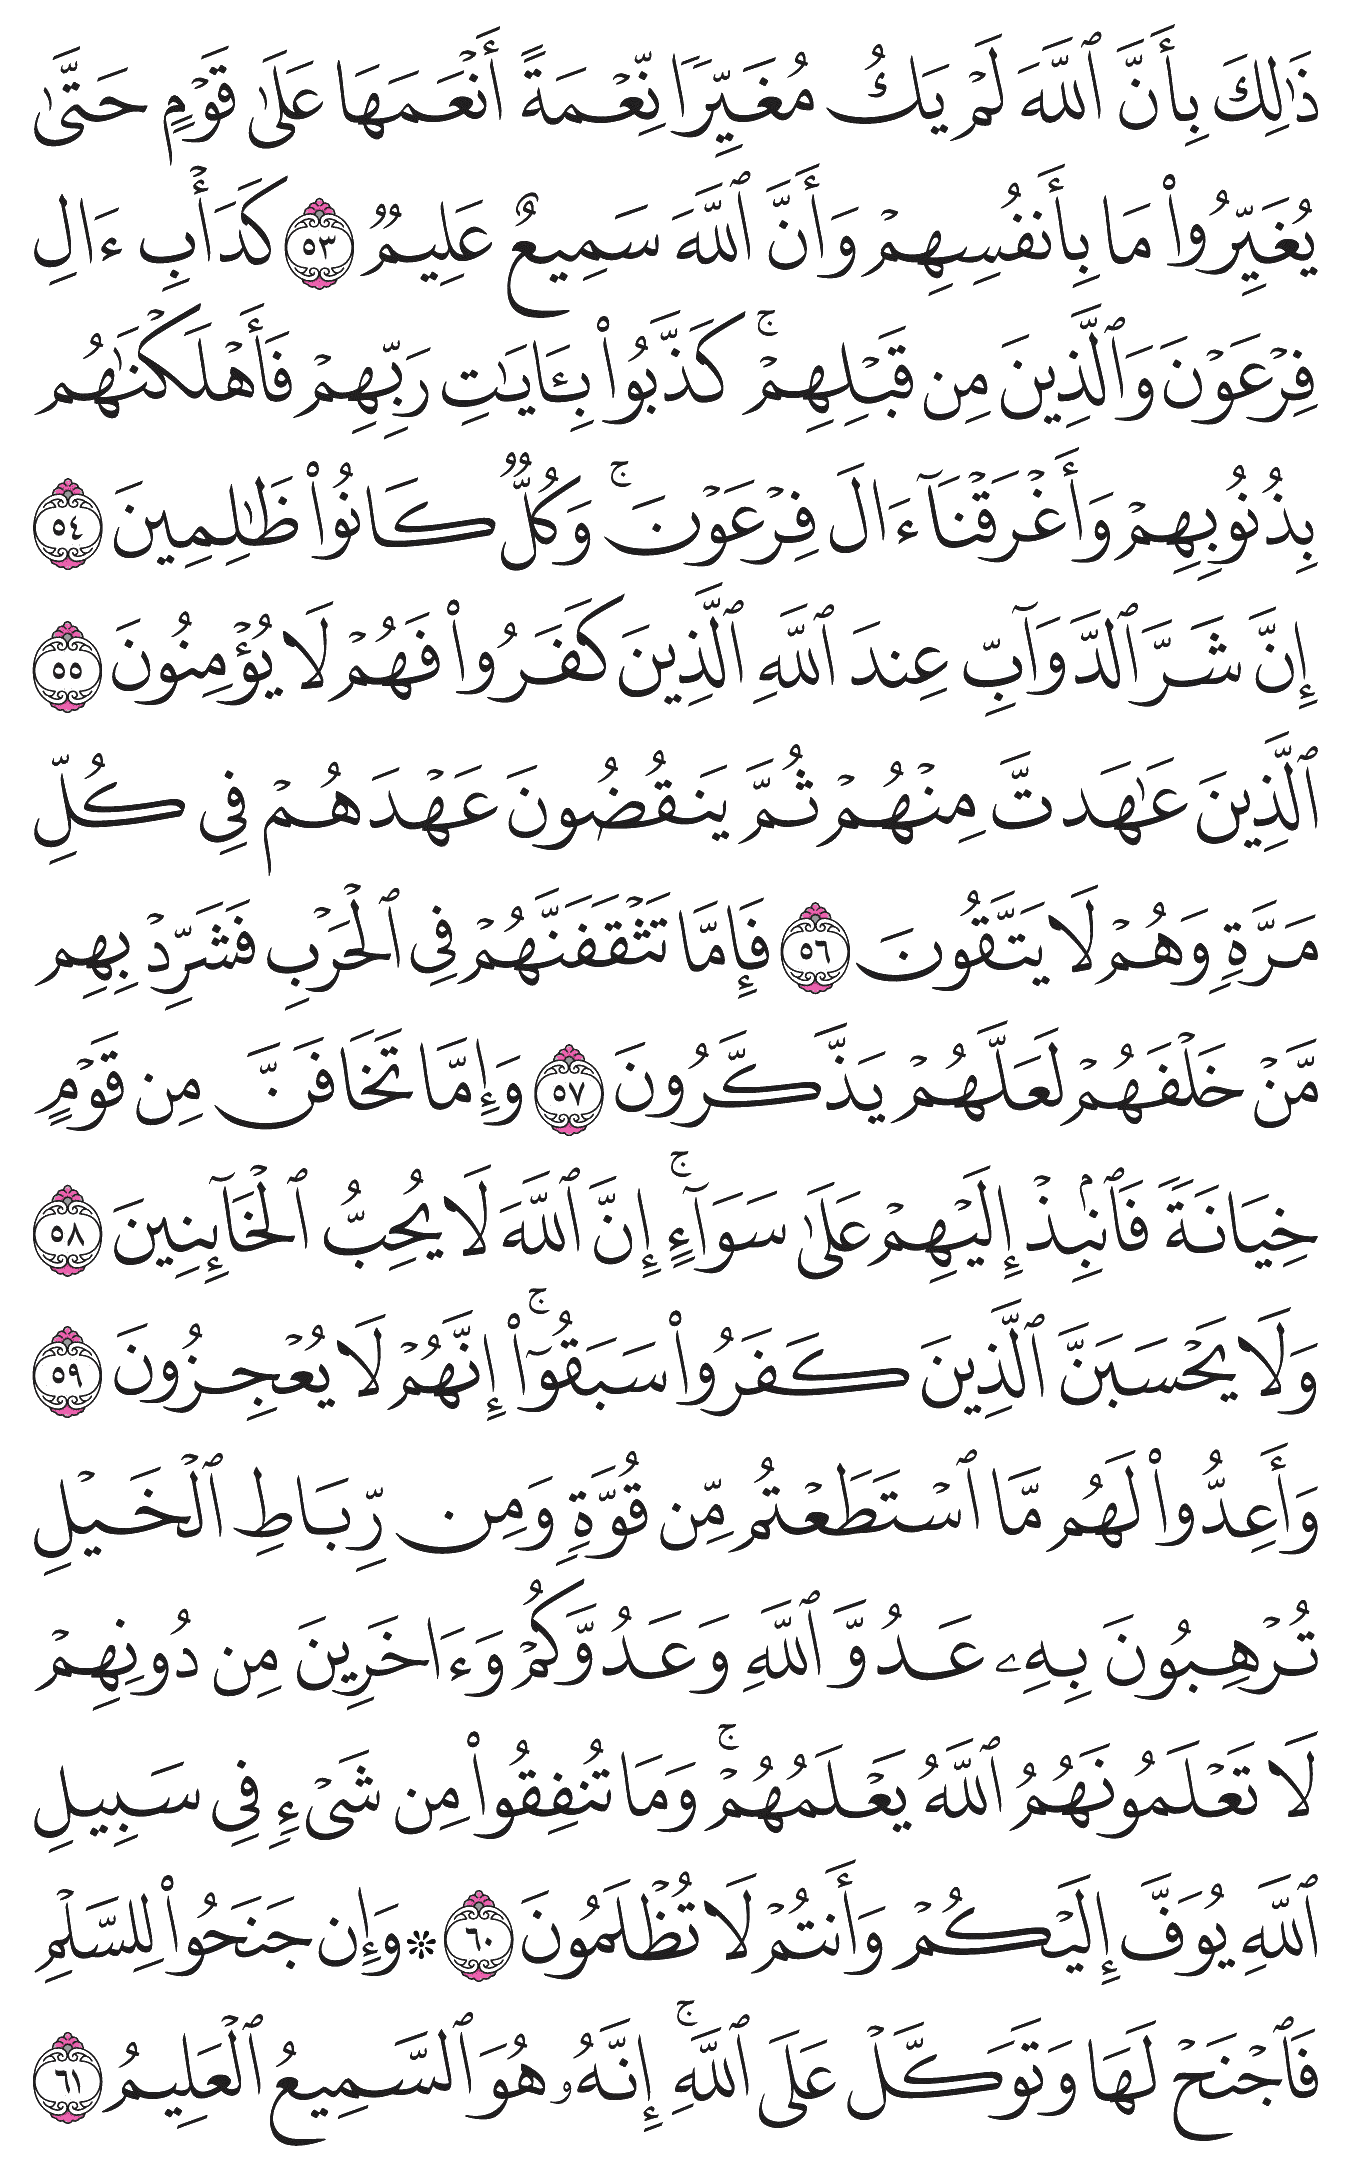 ذَٰلِكَ بِأَنَّ ٱللَّهَ لَمْ يَكُ مُغَيِّرًا نِّعْمَةً أَنْعَمَهَا عَلَىٰ قَوْمٍ حَتَّىٰ
يُغَيِّرُوا۟ مَا بِأَنفُسِهِمْ وَأَنَّ ٱللَّهَ سَمِيعٌ عَلِيمٌ ٥٣ كَدَأْبِ ءَالِ
فِرْعَوْنَ وَٱلَّذِينَ مِن قَبْلِهِمْ ۚ كَذَّبُوا۟ بِـَٔايَـٰتِ رَبِّهِمْ فَأَهْلَكْنَـٰهُم
بِذُنُوبِهِمْ وَأَغْرَقْنَآ ءَالَ فِرْعَوْنَ ۚ وَكُلٌّ كَانُوا۟ ظَـٰلِمِينَ ٥٤
إِنَّ شَرَّ ٱلدَّوَآبِّ عِندَ ٱللَّهِ ٱلَّذِينَ كَفَرُوا۟ فَهُمْ لَا يُؤْمِنُونَ ٥٥
ٱلَّذِينَ عَـٰهَدتَّ مِنْهُمْ ثُمَّ يَنقُضُونَ عَهْدَهُمْ فِى كُلِّ
مَرَّةٍ وَهُمْ لَا يَتَّقُونَ ٥٦ فَإِمَّا تَثْقَفَنَّهُمْ فِى ٱلْحَرْبِ فَشَرِّدْ بِهِم
مَّنْ خَلْفَهُمْ لَعَلَّهُمْ يَذَّكَّرُونَ ٥٧ وَإِمَّا تَخَافَنَّ مِن قَوْمٍ
خِيَانَةً فَٱنۢبِذْ إِلَيْهِمْ عَلَىٰ سَوَآءٍ ۚ إِنَّ ٱللَّهَ لَا يُحِبُّ ٱلْخَآئِنِينَ ٥٨
وَلَا يَحْسَبَنَّ ٱلَّذِينَ كَفَرُوا۟ سَبَقُوٓا۟ ۚ إِنَّهُمْ لَا يُعْجِزُونَ ٥٩
وَأَعِدُّوا۟ لَهُم مَّا ٱسْتَطَعْتُم مِّن قُوَّةٍ وَمِن رِّبَاطِ ٱلْخَيْلِ
تُرْهِبُونَ بِهِۦ عَدُوَّ ٱللَّهِ وَعَدُوَّكُمْ وَءَاخَرِينَ مِن دُونِهِمْ
لَا تَعْلَمُونَهُمُ ٱللَّهُ يَعْلَمُهُمْ ۚ وَمَا تُنفِقُوا۟ مِن شَىْءٍ فِى سَبِيلِ
ٱللَّهِ يُوَفَّ إِلَيْكُمْ وَأَنتُمْ لَا تُظْلَمُونَ ٦٠ ۞ وَإِن جَنَحُوا۟ لِلسَّلْمِ
فَٱجْنَحْ لَهَا وَتَوَكَّلْ عَلَى ٱللَّهِ ۚ إِنَّهُۥ هُوَ ٱلسَّمِيعُ ٱلْعَلِيمُ ٦١